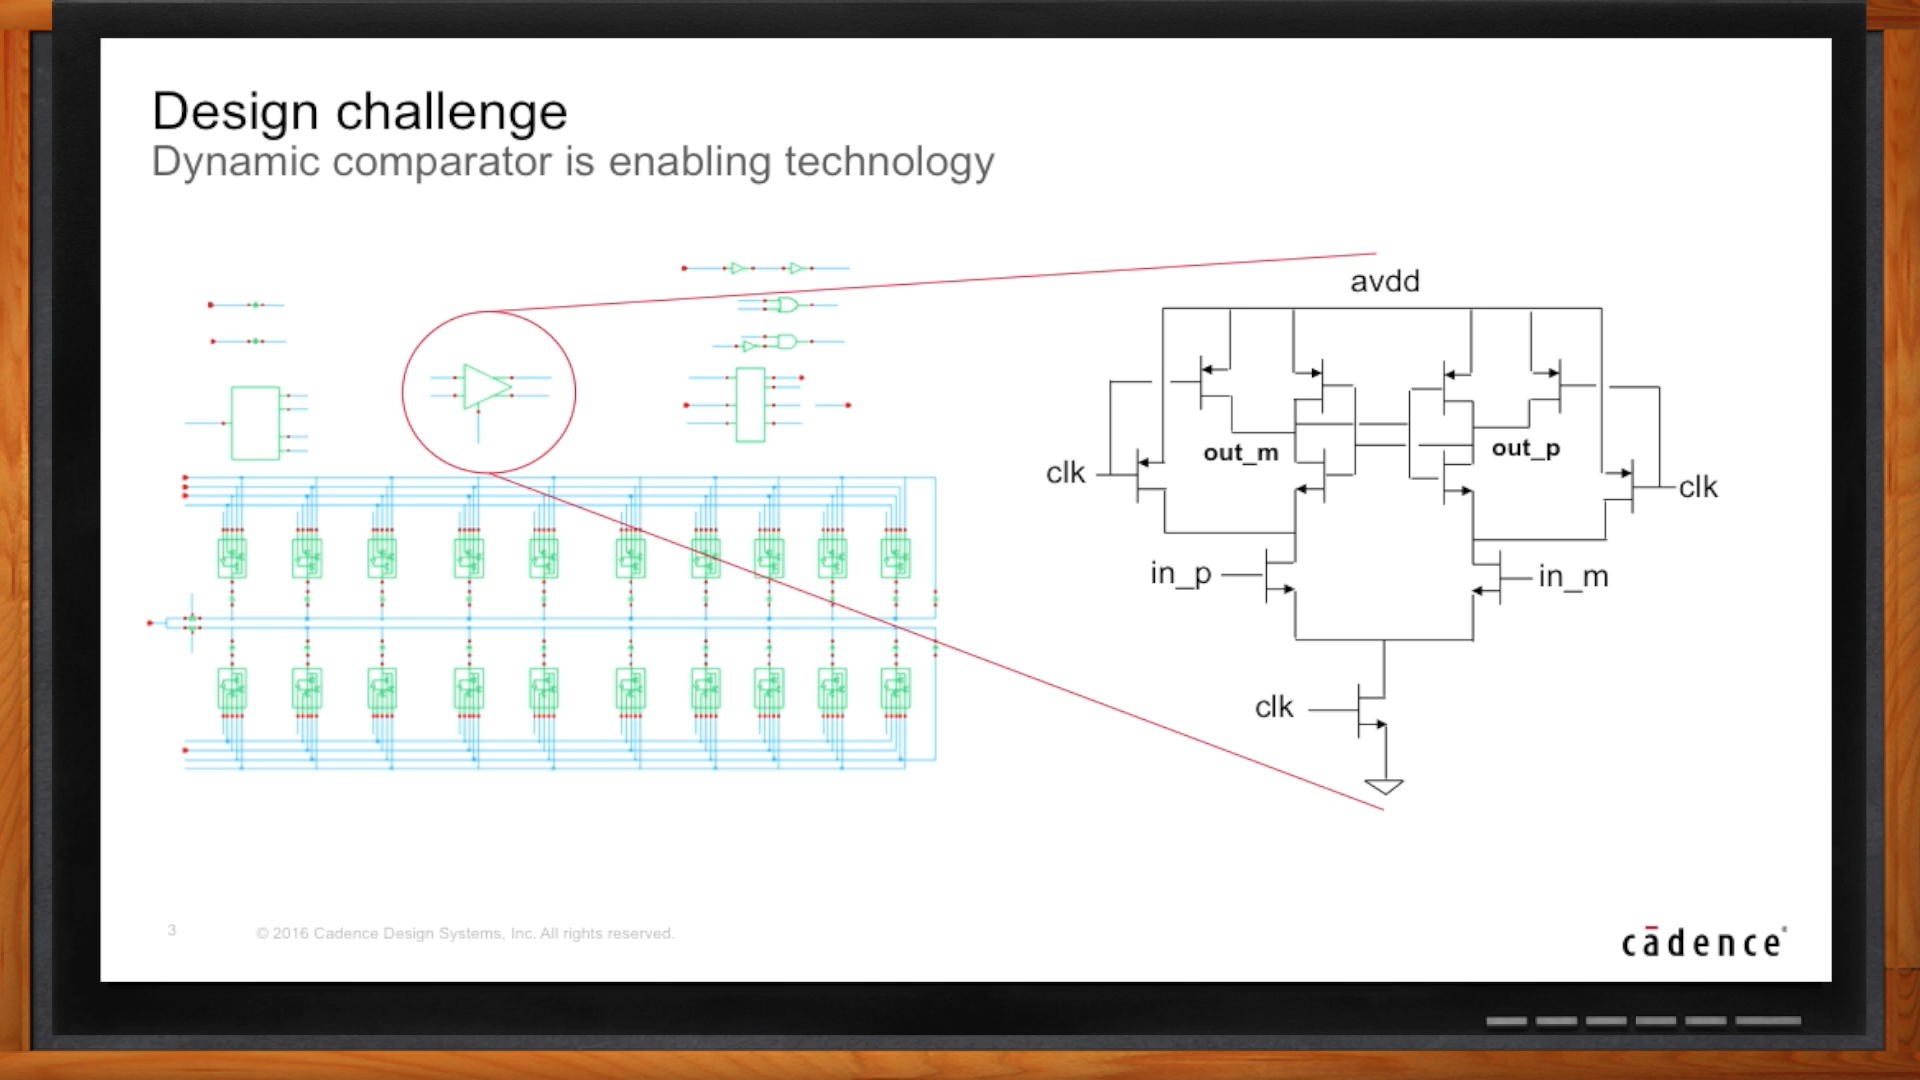 Design challenge
Dynamic comparator is enabling technology
avdd
out_m
out_p
clk
clk
in_p
in_m
clk
3
© 2016 Cadence Design Systems, Inc. All rights reserved.
cādence